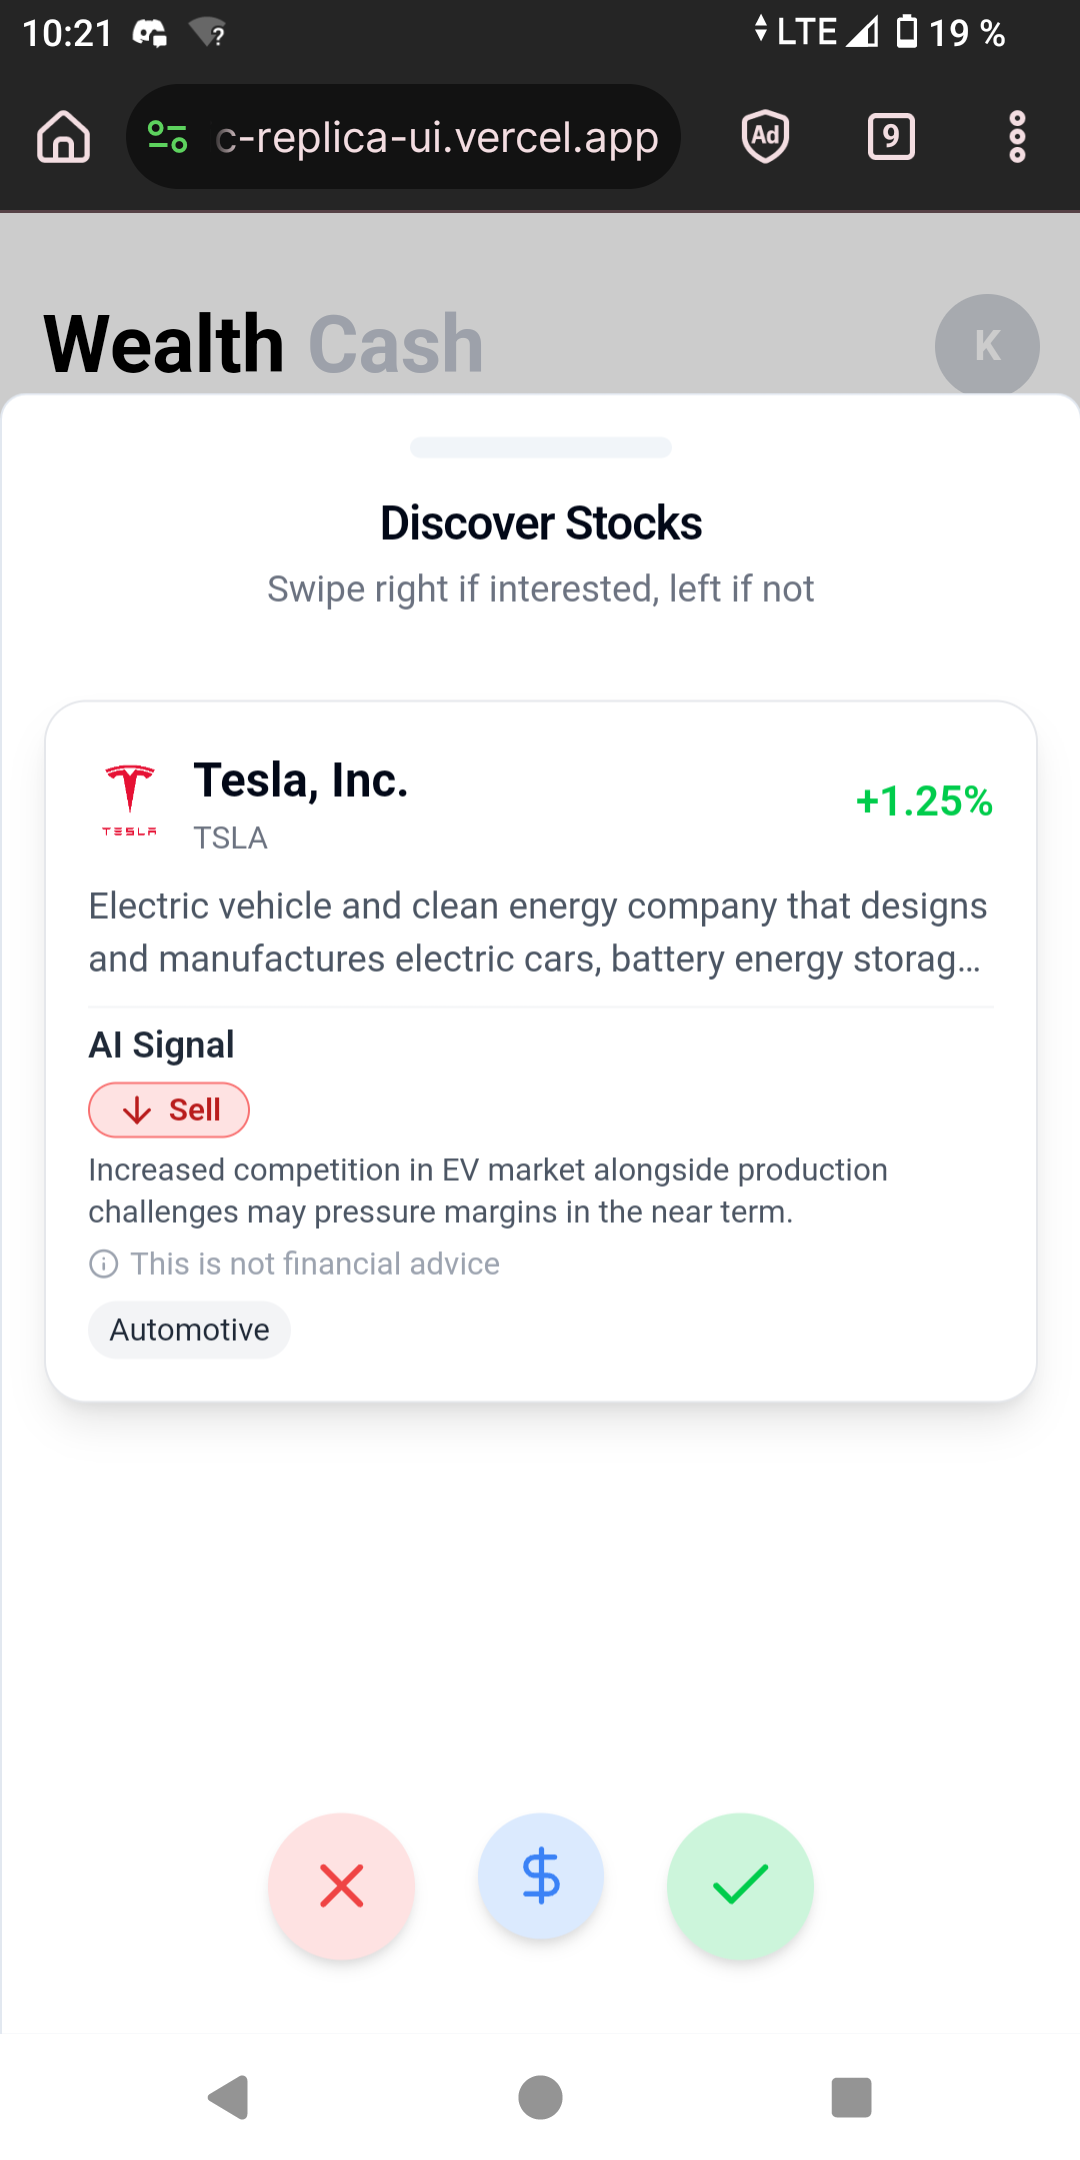 10:21
LTE 19 %
c-replica-ui.vercel.app
Ad
9
Wealth Cash
K
Discover Stocks
Swipe right if interested, left if not
Tesla, Inc.
+1.25%
TESLA
TSLA
Electric vehicle and clean energy company that designs
and manufactures electric cars, battery energy storag...
AI Signal
Sell
Increased competition in EV market alongside production
challenges may pressure margins in the near term.
This is not financial advice
Automotive